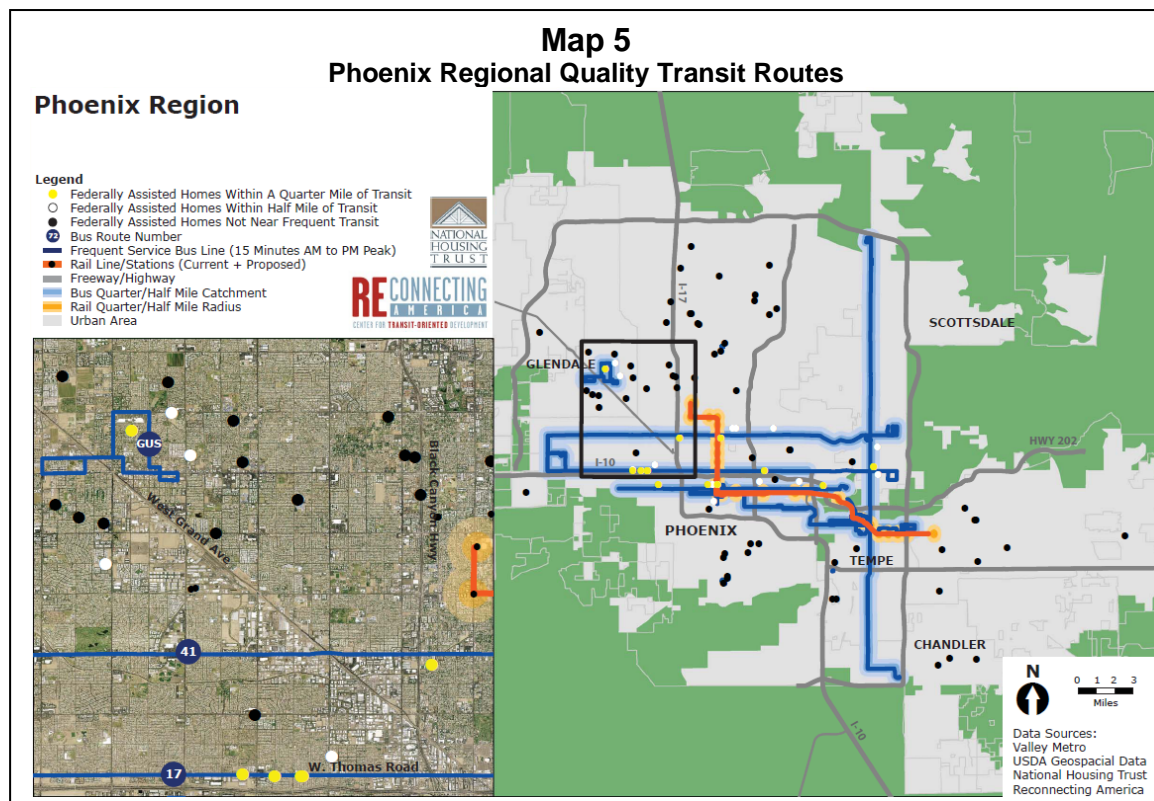 Map 5
Phoenix Regional Quality Transit Routes
Phoenix Region
Legend
Federally Assisted Homes Within A Quarter Mile of Transit
Federally Assisted Homes Within Half Mile of Transit
Federally Assisted Homes Not Near Frequent Transit
72 Bus Route Number
Frequent Service Bus Line (15 Minutes AM to PM Peak)
Rail Line/Stations (Current + Proposed)
Freeway/Highway
Bus Quarter/Half Mile Catchment
Rail Quarter/Half Mile Radius
Urban Area
NATIONAL
HOUSING
TRUST
RECONNECTING
AMERICA
CENTER FOR TRANSIT-ORIENTED DEVELOPMENT
GUS
West Grand Ave.
Black Canyon Hwy
41
17
W. Thomas Road
I-17
SCOTTSDALE
GLENDALE
HWY 202
I-10
PHOENIX
TEMPE
CHANDLER
I-10
N
0 1 2 3
Miles
Data Sources:
Valley Metro
USDA Geospatial Data
National Housing Trust
Reconnecting America